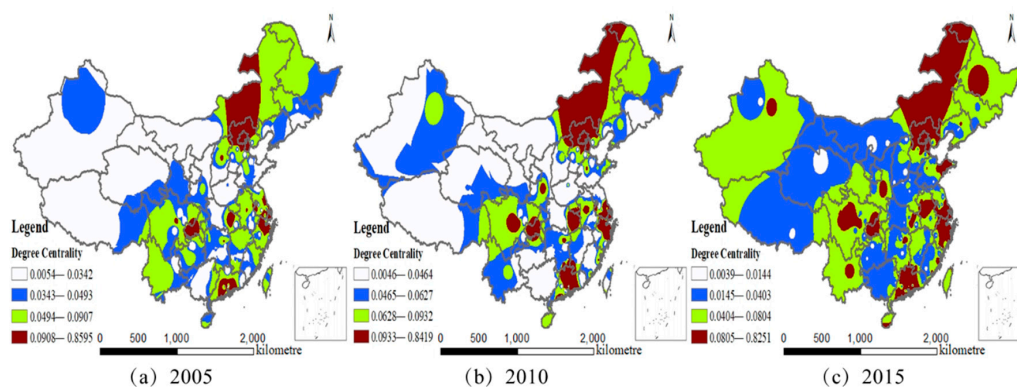 N
Legend
Degree Centrality
0.0054— 0.0342
0.0343— 0.0493
0.0494— 0.0907
0.0908— 0.8595
0 500 1,000 2,000
kilometre
(a) 2005
N
Legend
Degree Centrality
0.0046— 0.0464
0.0465— 0.0627
0.0628— 0.0932
0.0933— 0.8419
0 500 1,000 2,000
kilometre
(b) 2010
N
Legend
Degree Centrality
0.0039— 0.0144
0.0145— 0.0403
0.0404— 0.0804
0.0805— 0.8251
0 500 1,000 2,000
kilometre
(c) 2015